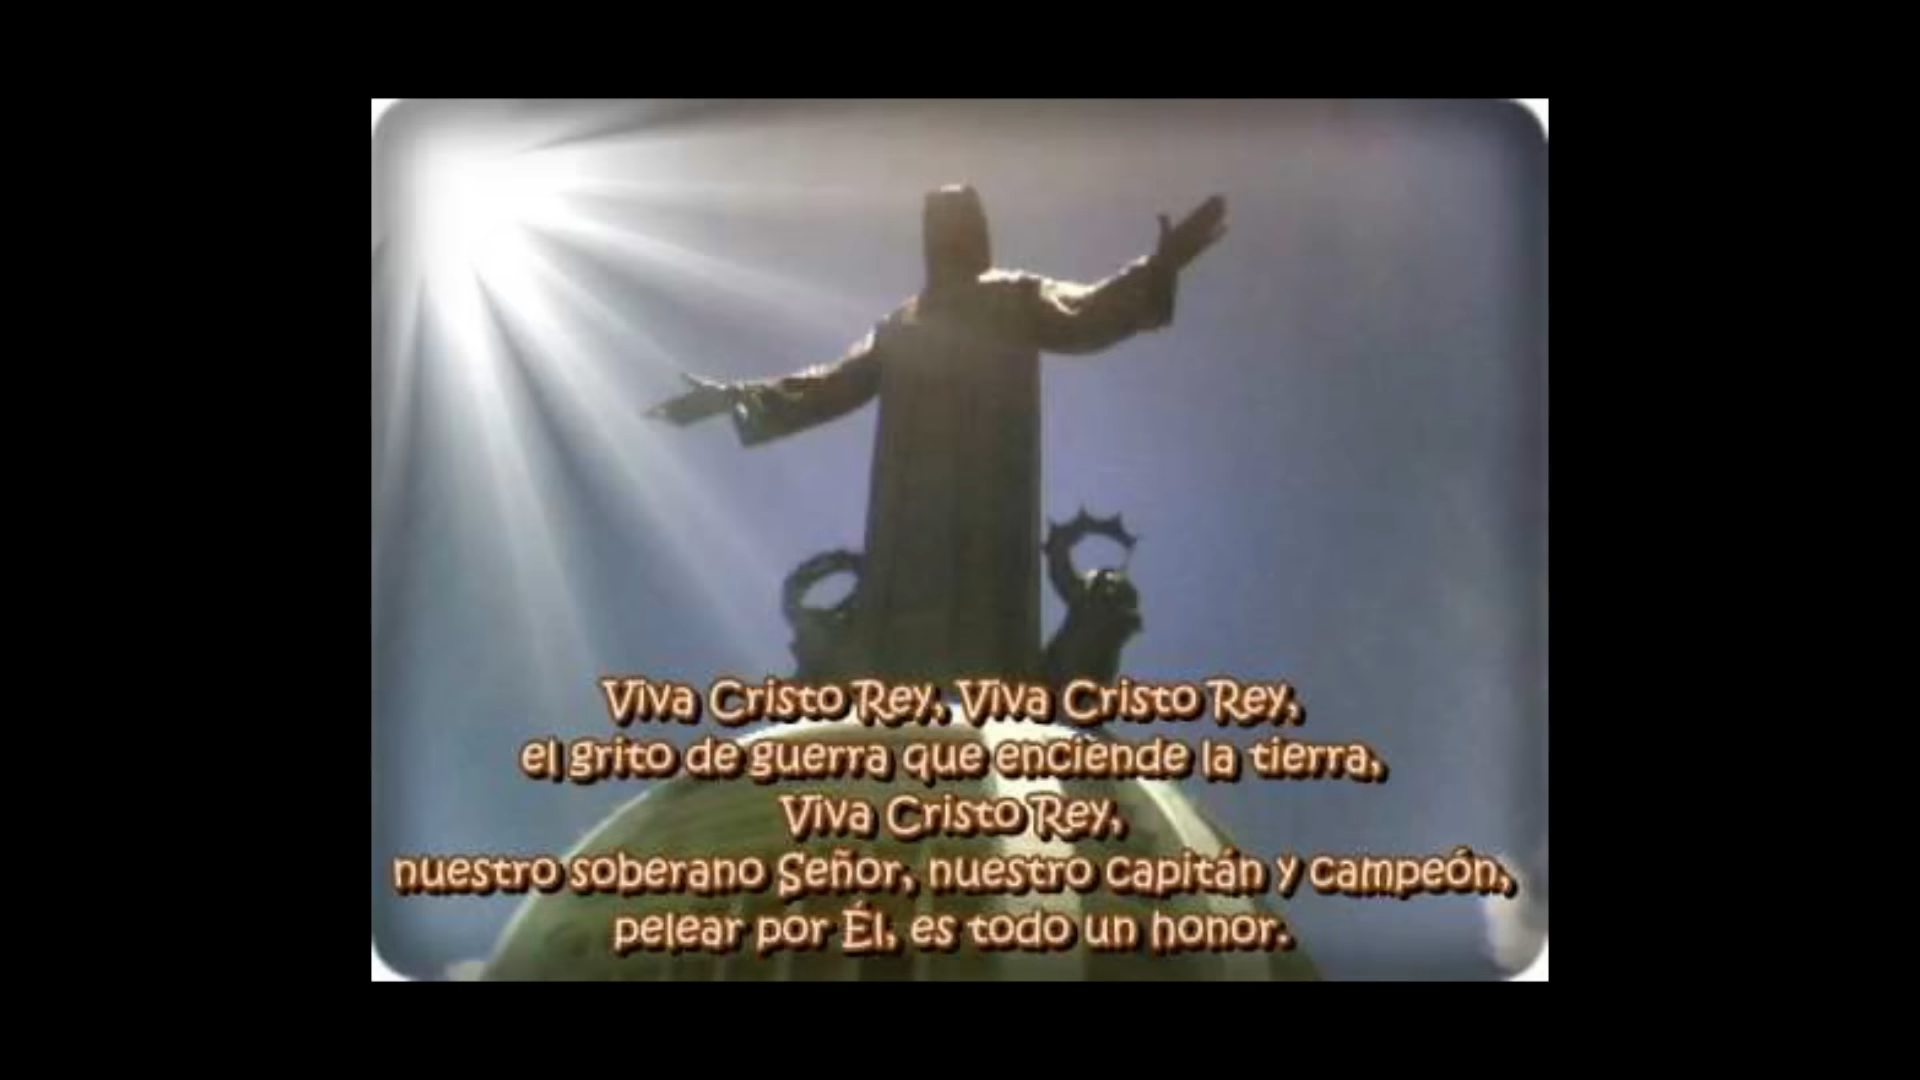 Viva Cristo Rey, Viva Cristo Rey,
el grito de guerra que enciende la tierra,
Viva Cristo Rey,
nuestro soberano Señor, nuestro capitán y campeón,
pelear por Él, es todo un honor.